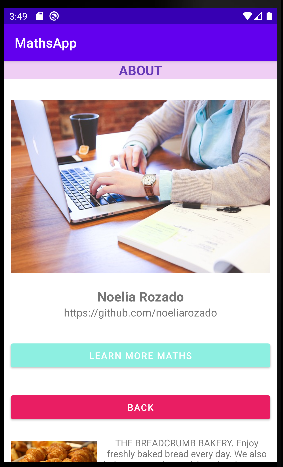 3:49
MathsApp
ABOUT
Noelia Rozado
https://github.com/noeliarozado
LEARN MORE MATHS
BACK
THE BREADCRUMB BAKERY. Enjoy
freshly baked bread every day. We also